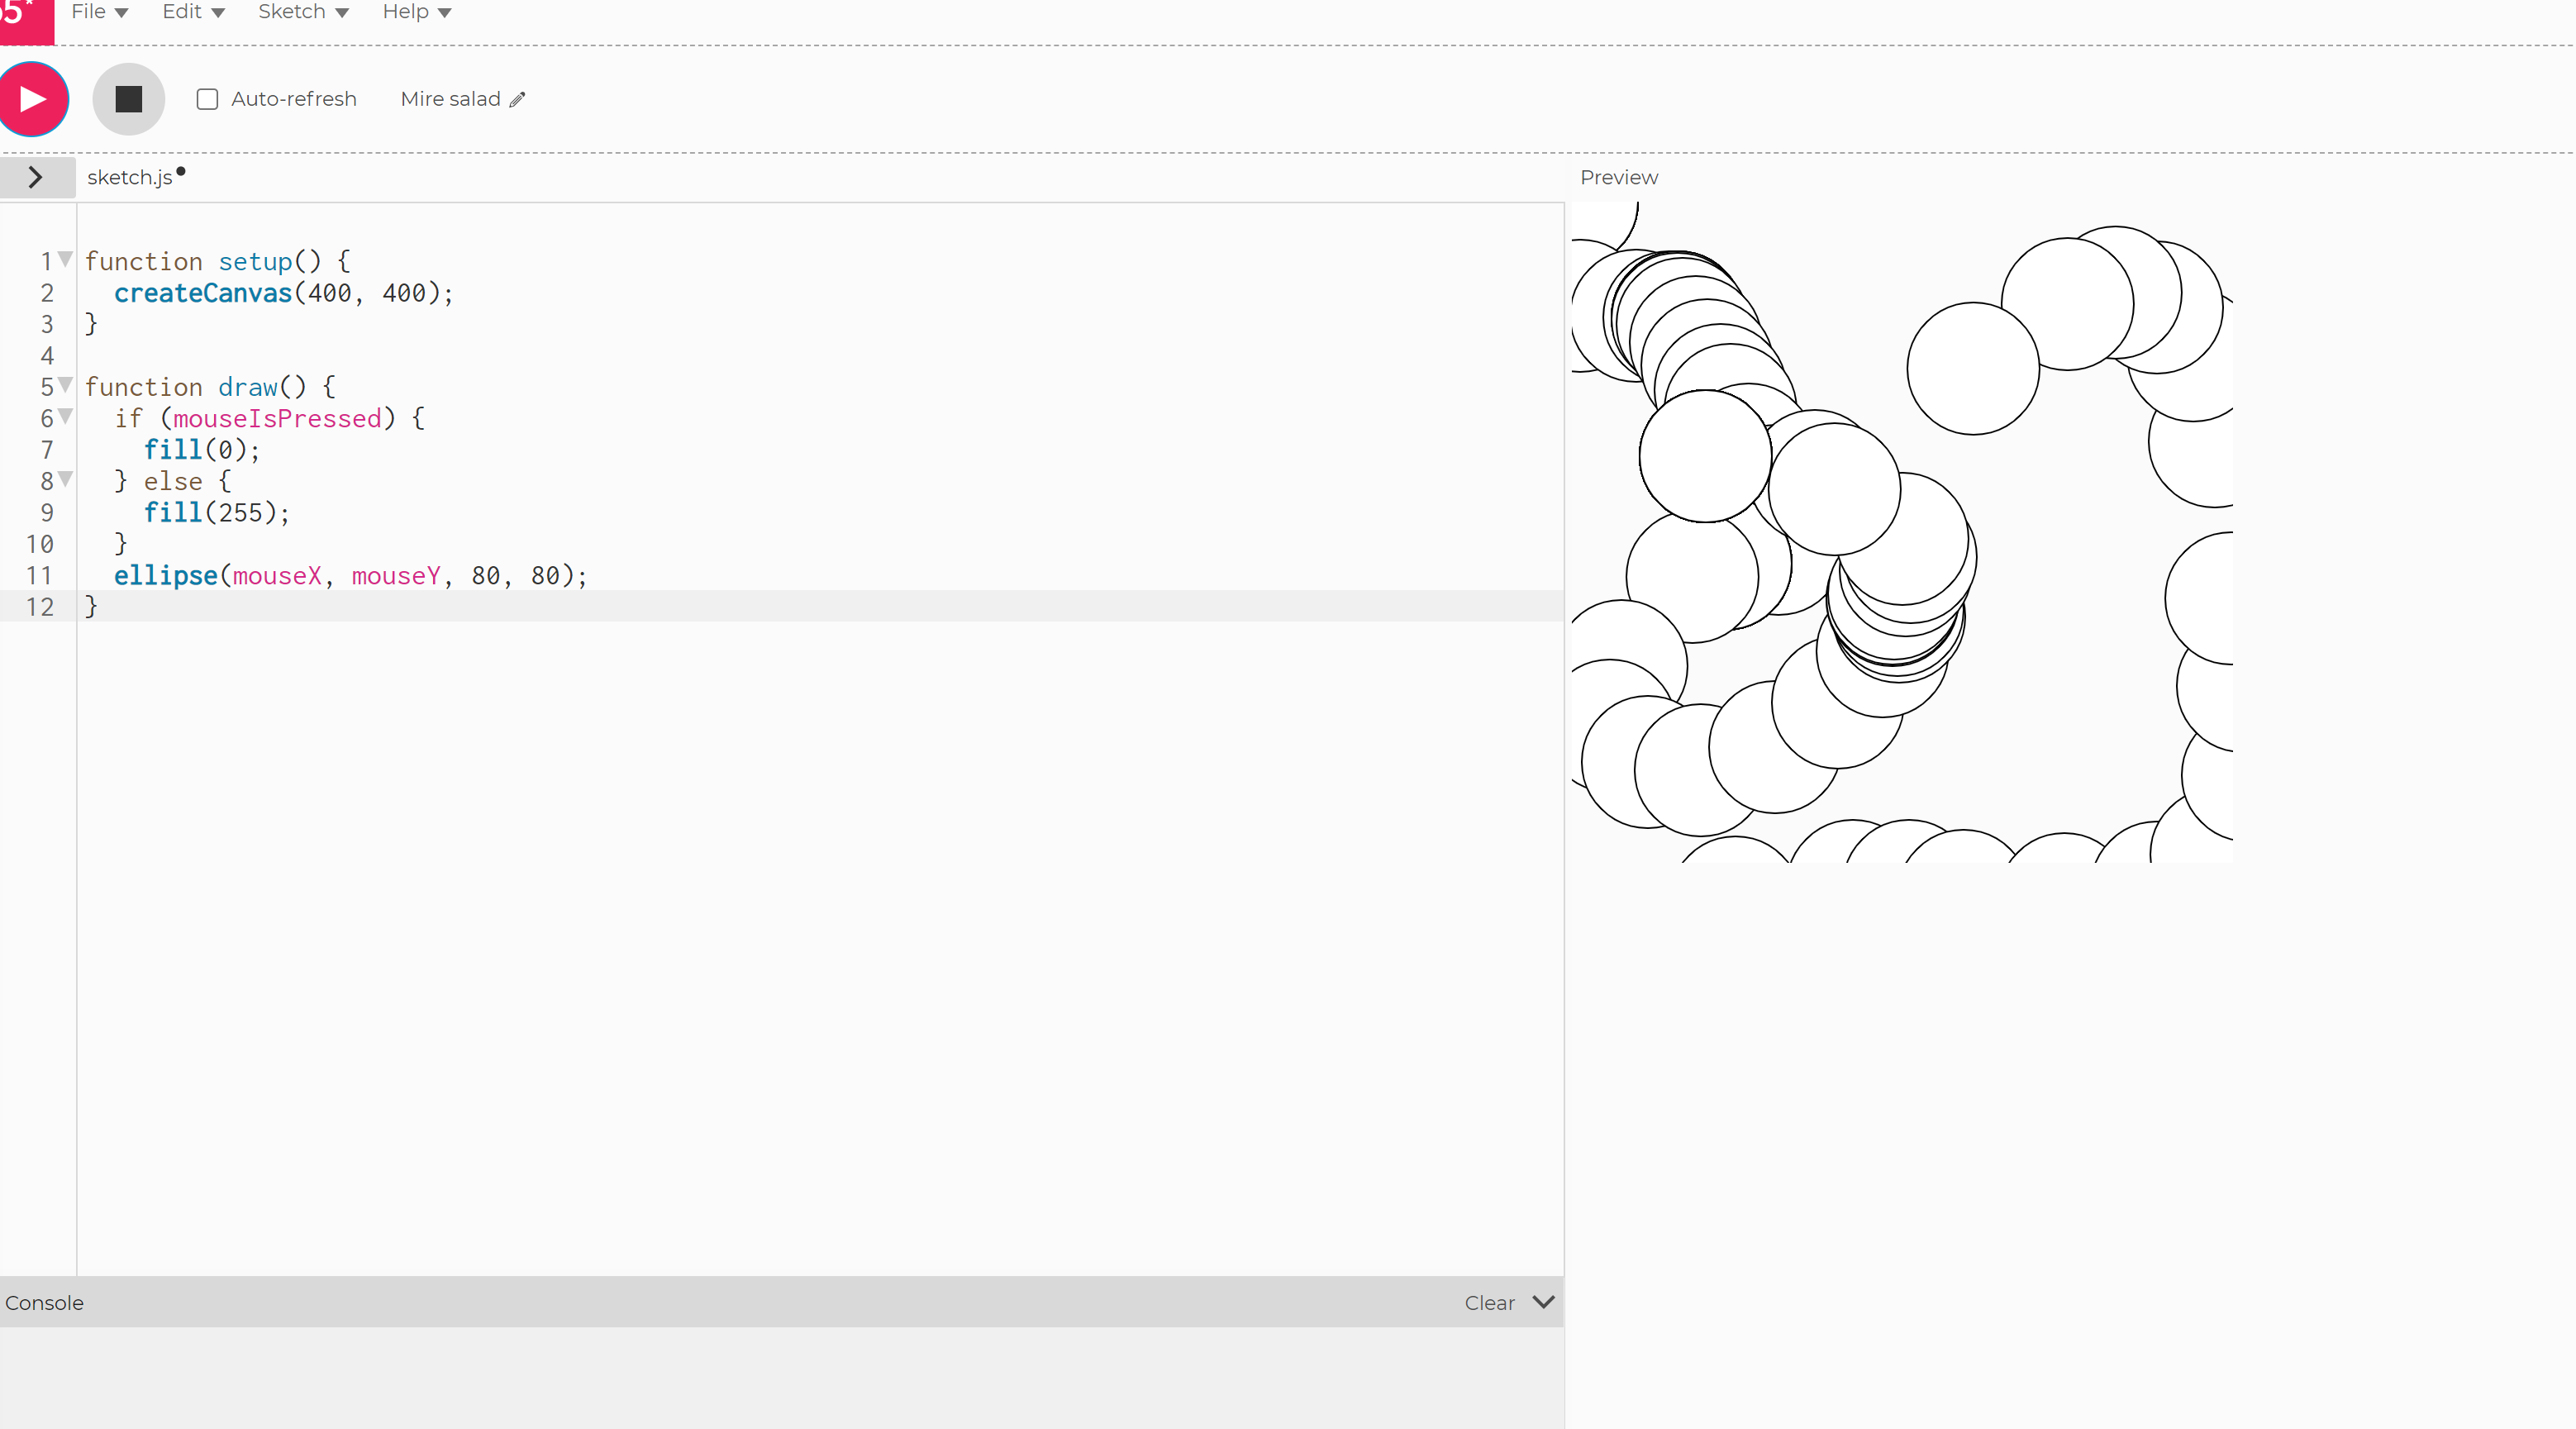 5* File Edit Sketch Help
Auto-refresh Mire salad
sketch.js
Preview
1 function setup() {
2 createCanvas(400, 400);
3 }
4
5 function draw() {
6 if (mouseIsPressed) {
7 fill(0);
8 } else {
9 fill(255);
10 }
11 ellipse(mouseX, mouseY, 80, 80);
12 }
Console Clear